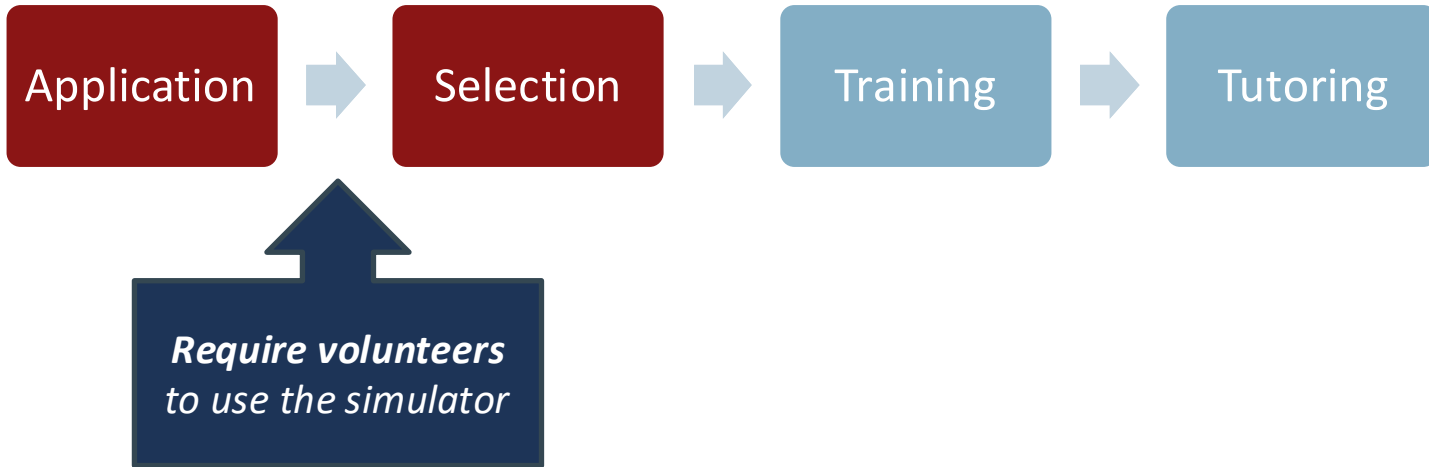 Application
Selection
Training
Tutoring
Require volunteers
to use the simulator